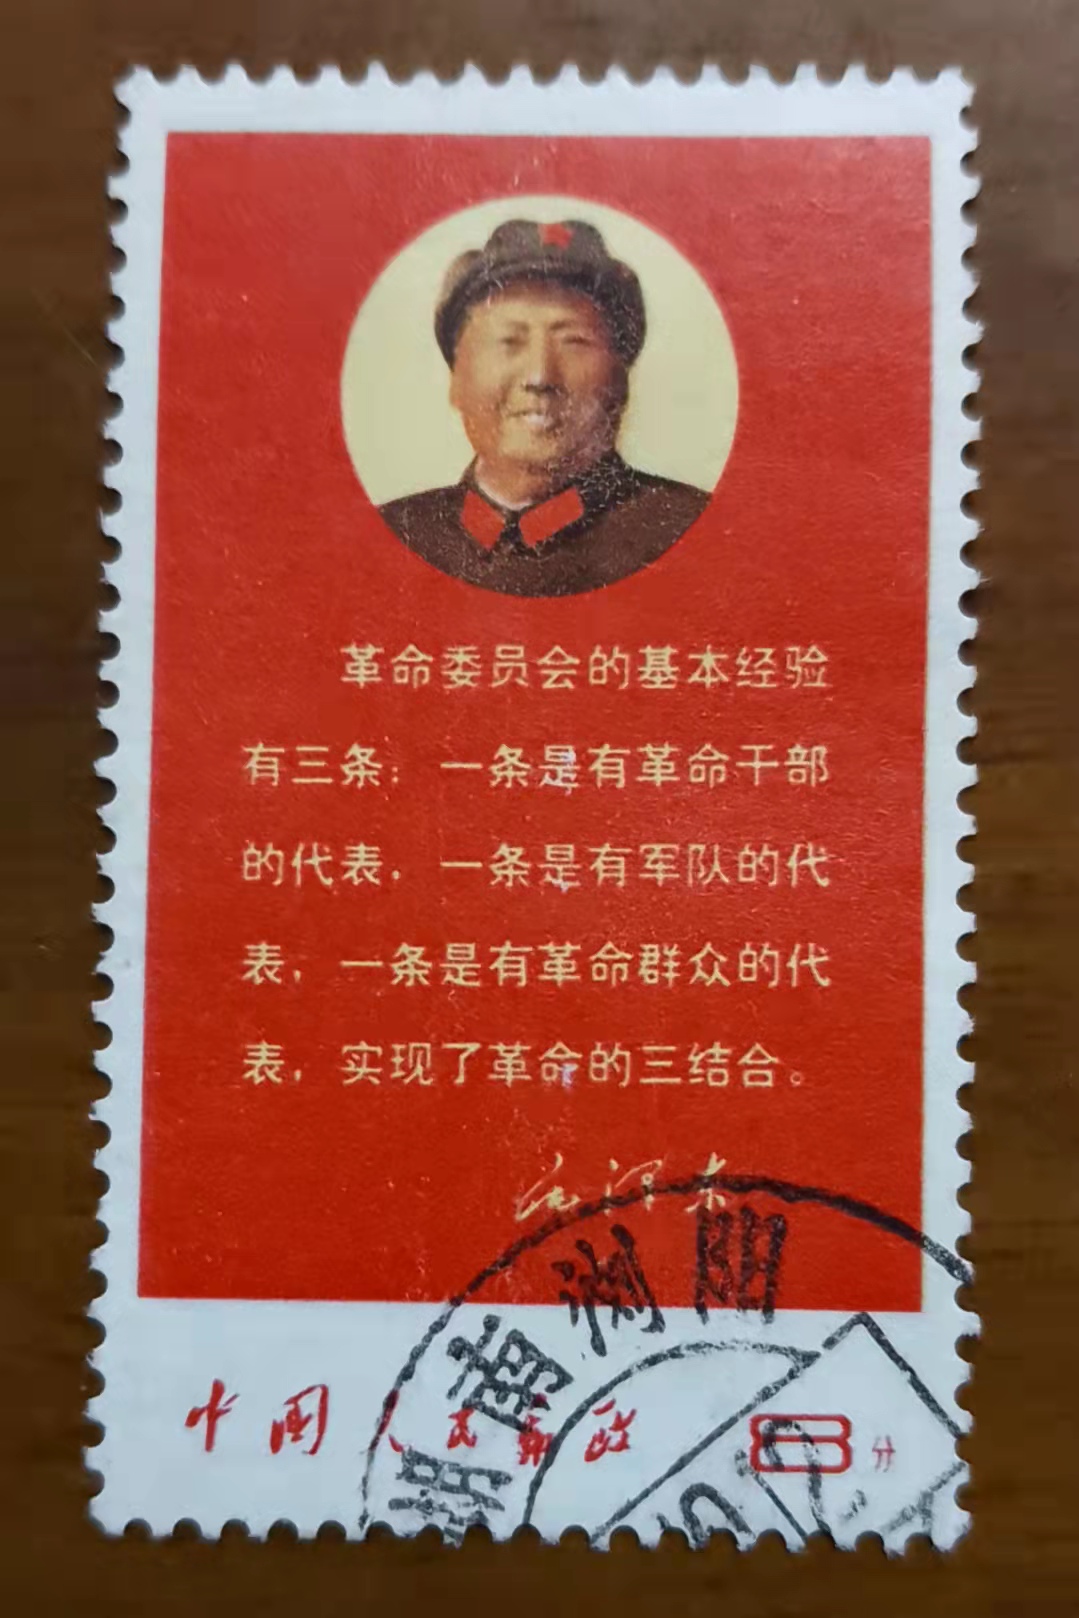 革命委员会的基本经验
有三条：一条是有革命干部
的代表，一条是有军队的代
表，一条是有革命群众的代
表，实现了革命的三结合。
毛泽东
湖南浏阳
中国人民邮政 8分